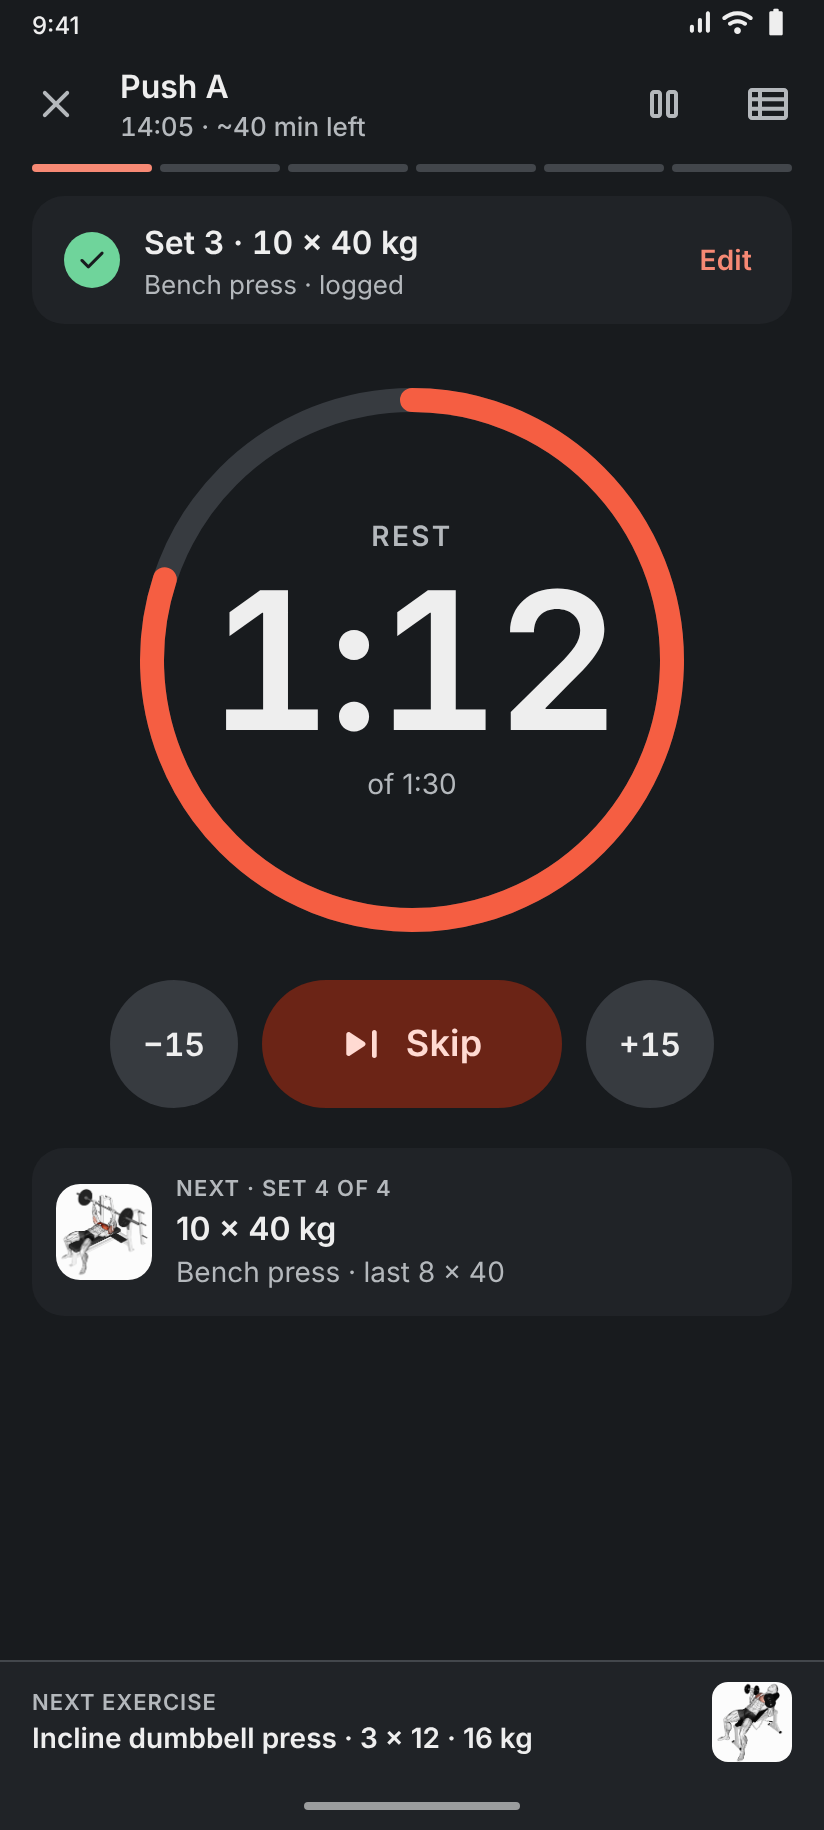 9:41
Push A
14:05 · ~40 min left
Set 3 · 10 × 40 kg
Bench press · logged
Edit
REST
1:12
of 1:30
−15
Skip
+15
NEXT · SET 4 OF 4
10 × 40 kg
Bench press · last 8 × 40
NEXT EXERCISE
Incline dumbbell press · 3 × 12 · 16 kg